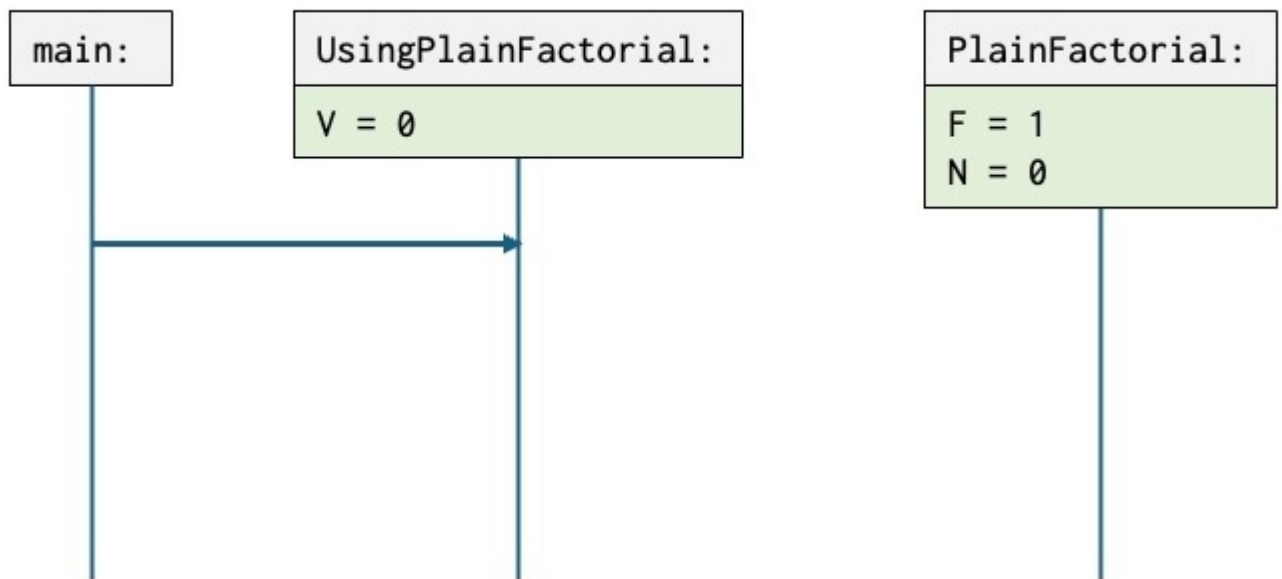 main:
UsingPlainFactorial:
V = 0
PlainFactorial:
F = 1
N = 0